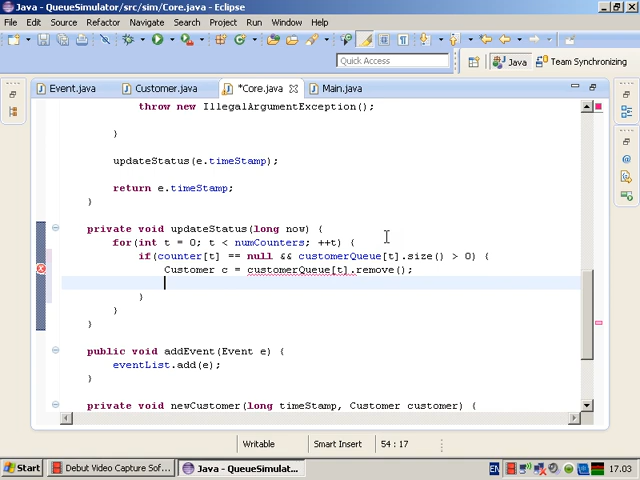 Java - QueueSimulator/src/sim/Core.java - Eclipse
File Edit Source Refactor Navigate Search Project Run Window Help
Quick Access
Java
Team Synchronizing
Event.java
Customer.java
*Core.java
Main.java
throw new IllegalArgumentException();
}
updateStatus(e.timeStamp);
return e.timeStamp;
}
private void updateStatus(long now) {
for(int t = 0; t < numCounters; ++t) {
if(counter[t] == null && customerQueue[t].size() > 0) {
Customer c = customerQueue[t].remove();
}
}
}
public void addEvent(Event e) {
eventList.add(e);
}
private void newCustomer(long timeStamp, Customer customer) {
Writable
Smart Insert
54 : 17
Start
Debut Video Capture Sof...
Java - QueueSimulat...
EN
17.03